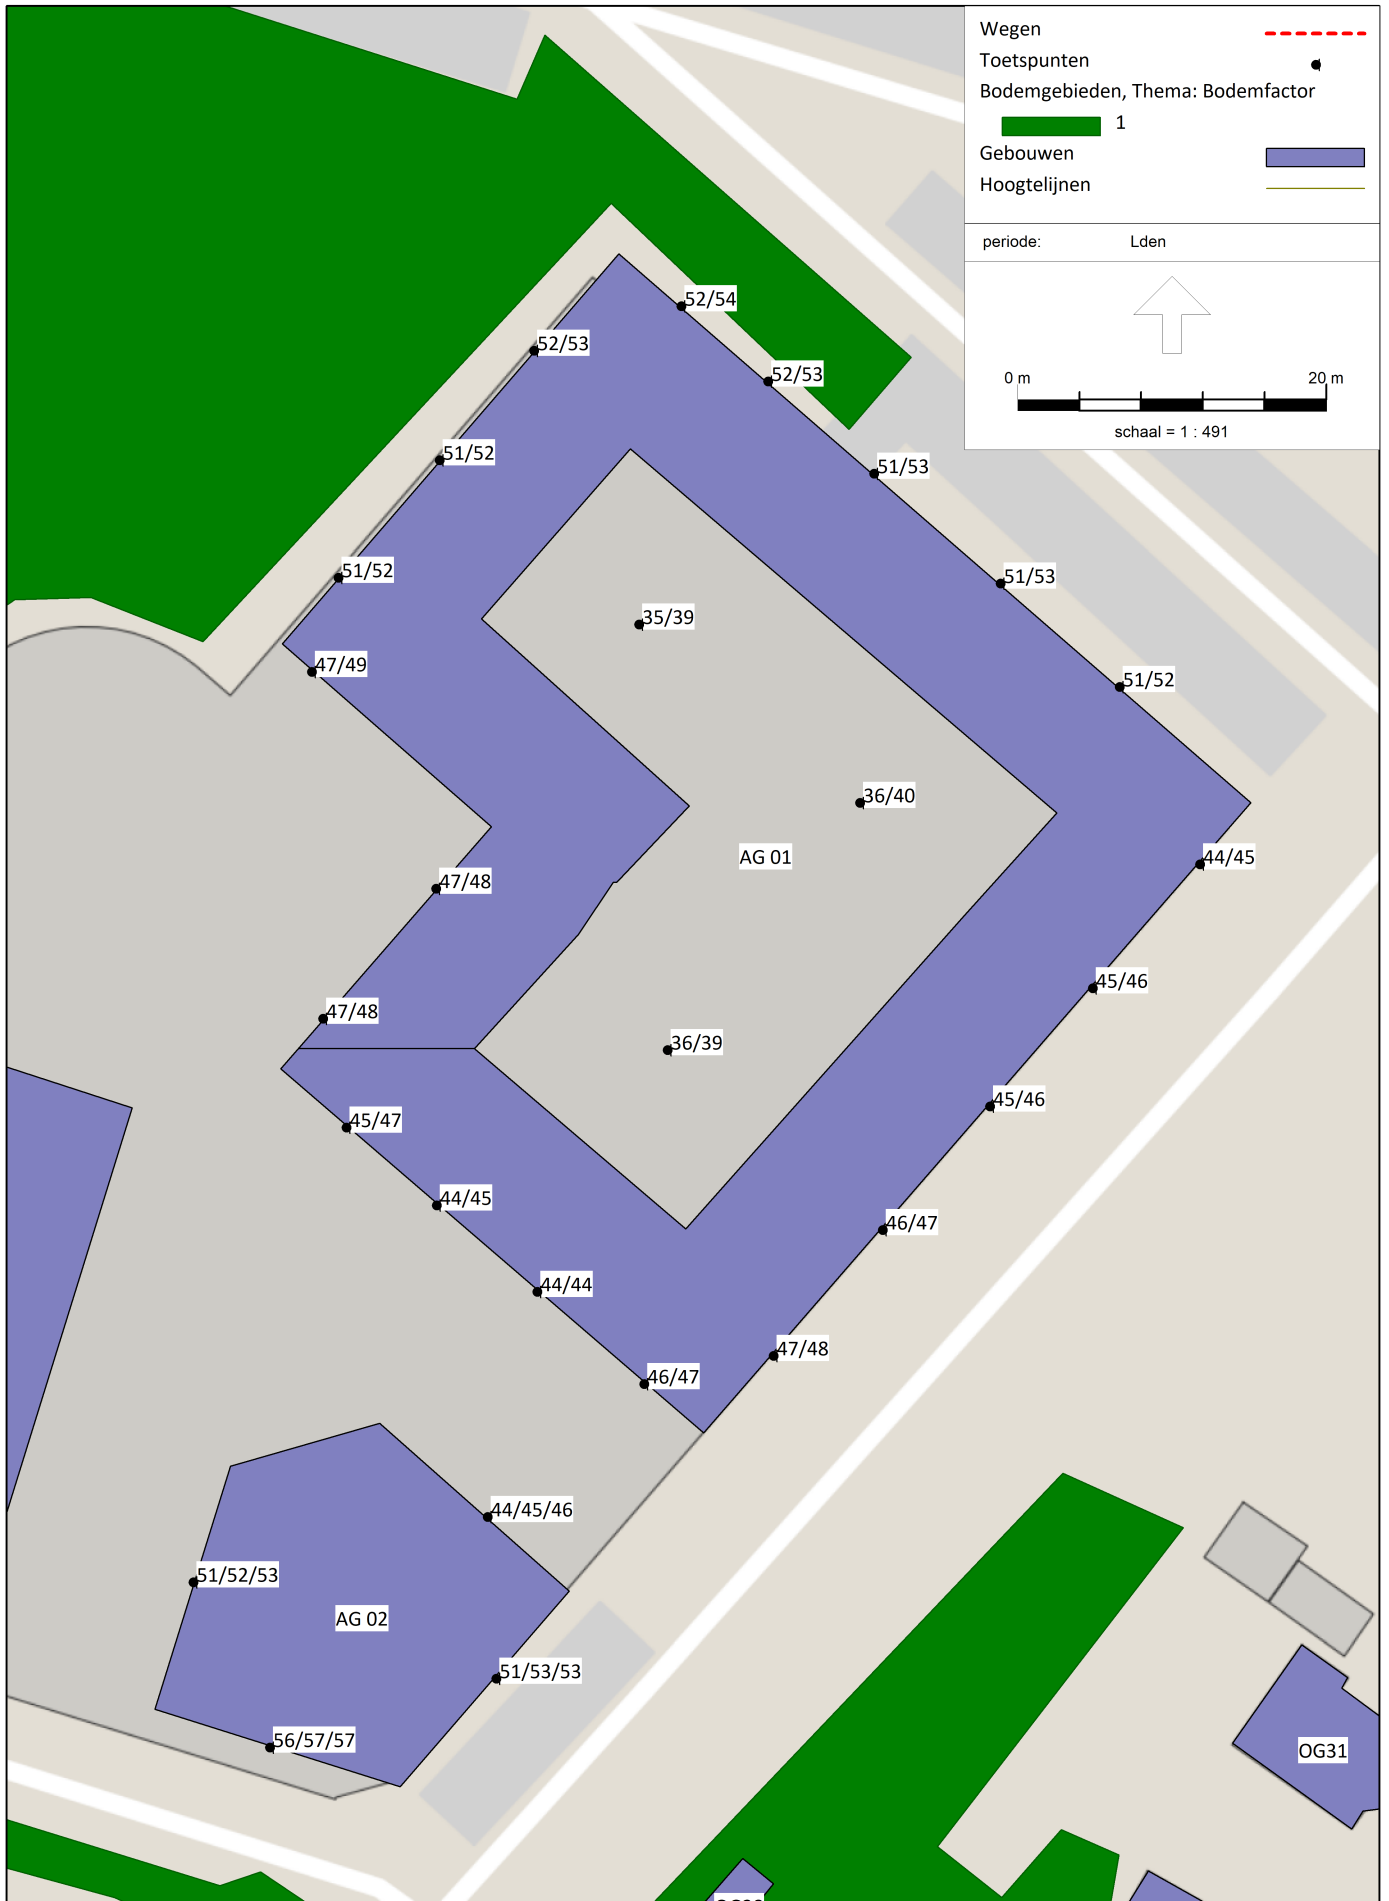 Wegen
Toetspunten
Bodemgebieden, Thema: Bodemfactor
1
Gebouwen
Hoogtelijnen
periode: Lden
0 m 20 m
schaal = 1 : 491
52/54
52/53
52/53
51/52
51/53
51/52
51/53
35/39
47/49
51/52
36/40
AG 01
44/45
47/48
45/46
47/48
36/39
45/46
45/47
44/45
46/47
44/44
47/48
46/47
44/45/46
51/52/53
AG 02
51/53/53
56/57/57
OG31